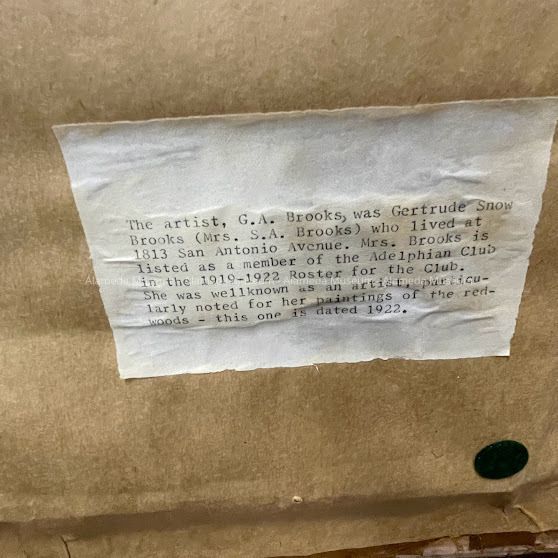 The artist, G.A. Brooks, was Gertrude Snow
Brooks (Mrs. S.A. Brooks) who lived at
1813 San Antonio Avenue. Mrs. Brooks is
listed as a member of the Adelphian Club
in the 1919-1922 Roster for the Club.
She was wellknown as an artist, particu-
larly noted for her paintings of the red-
woods - this one is dated 1922.
Alameda Museum